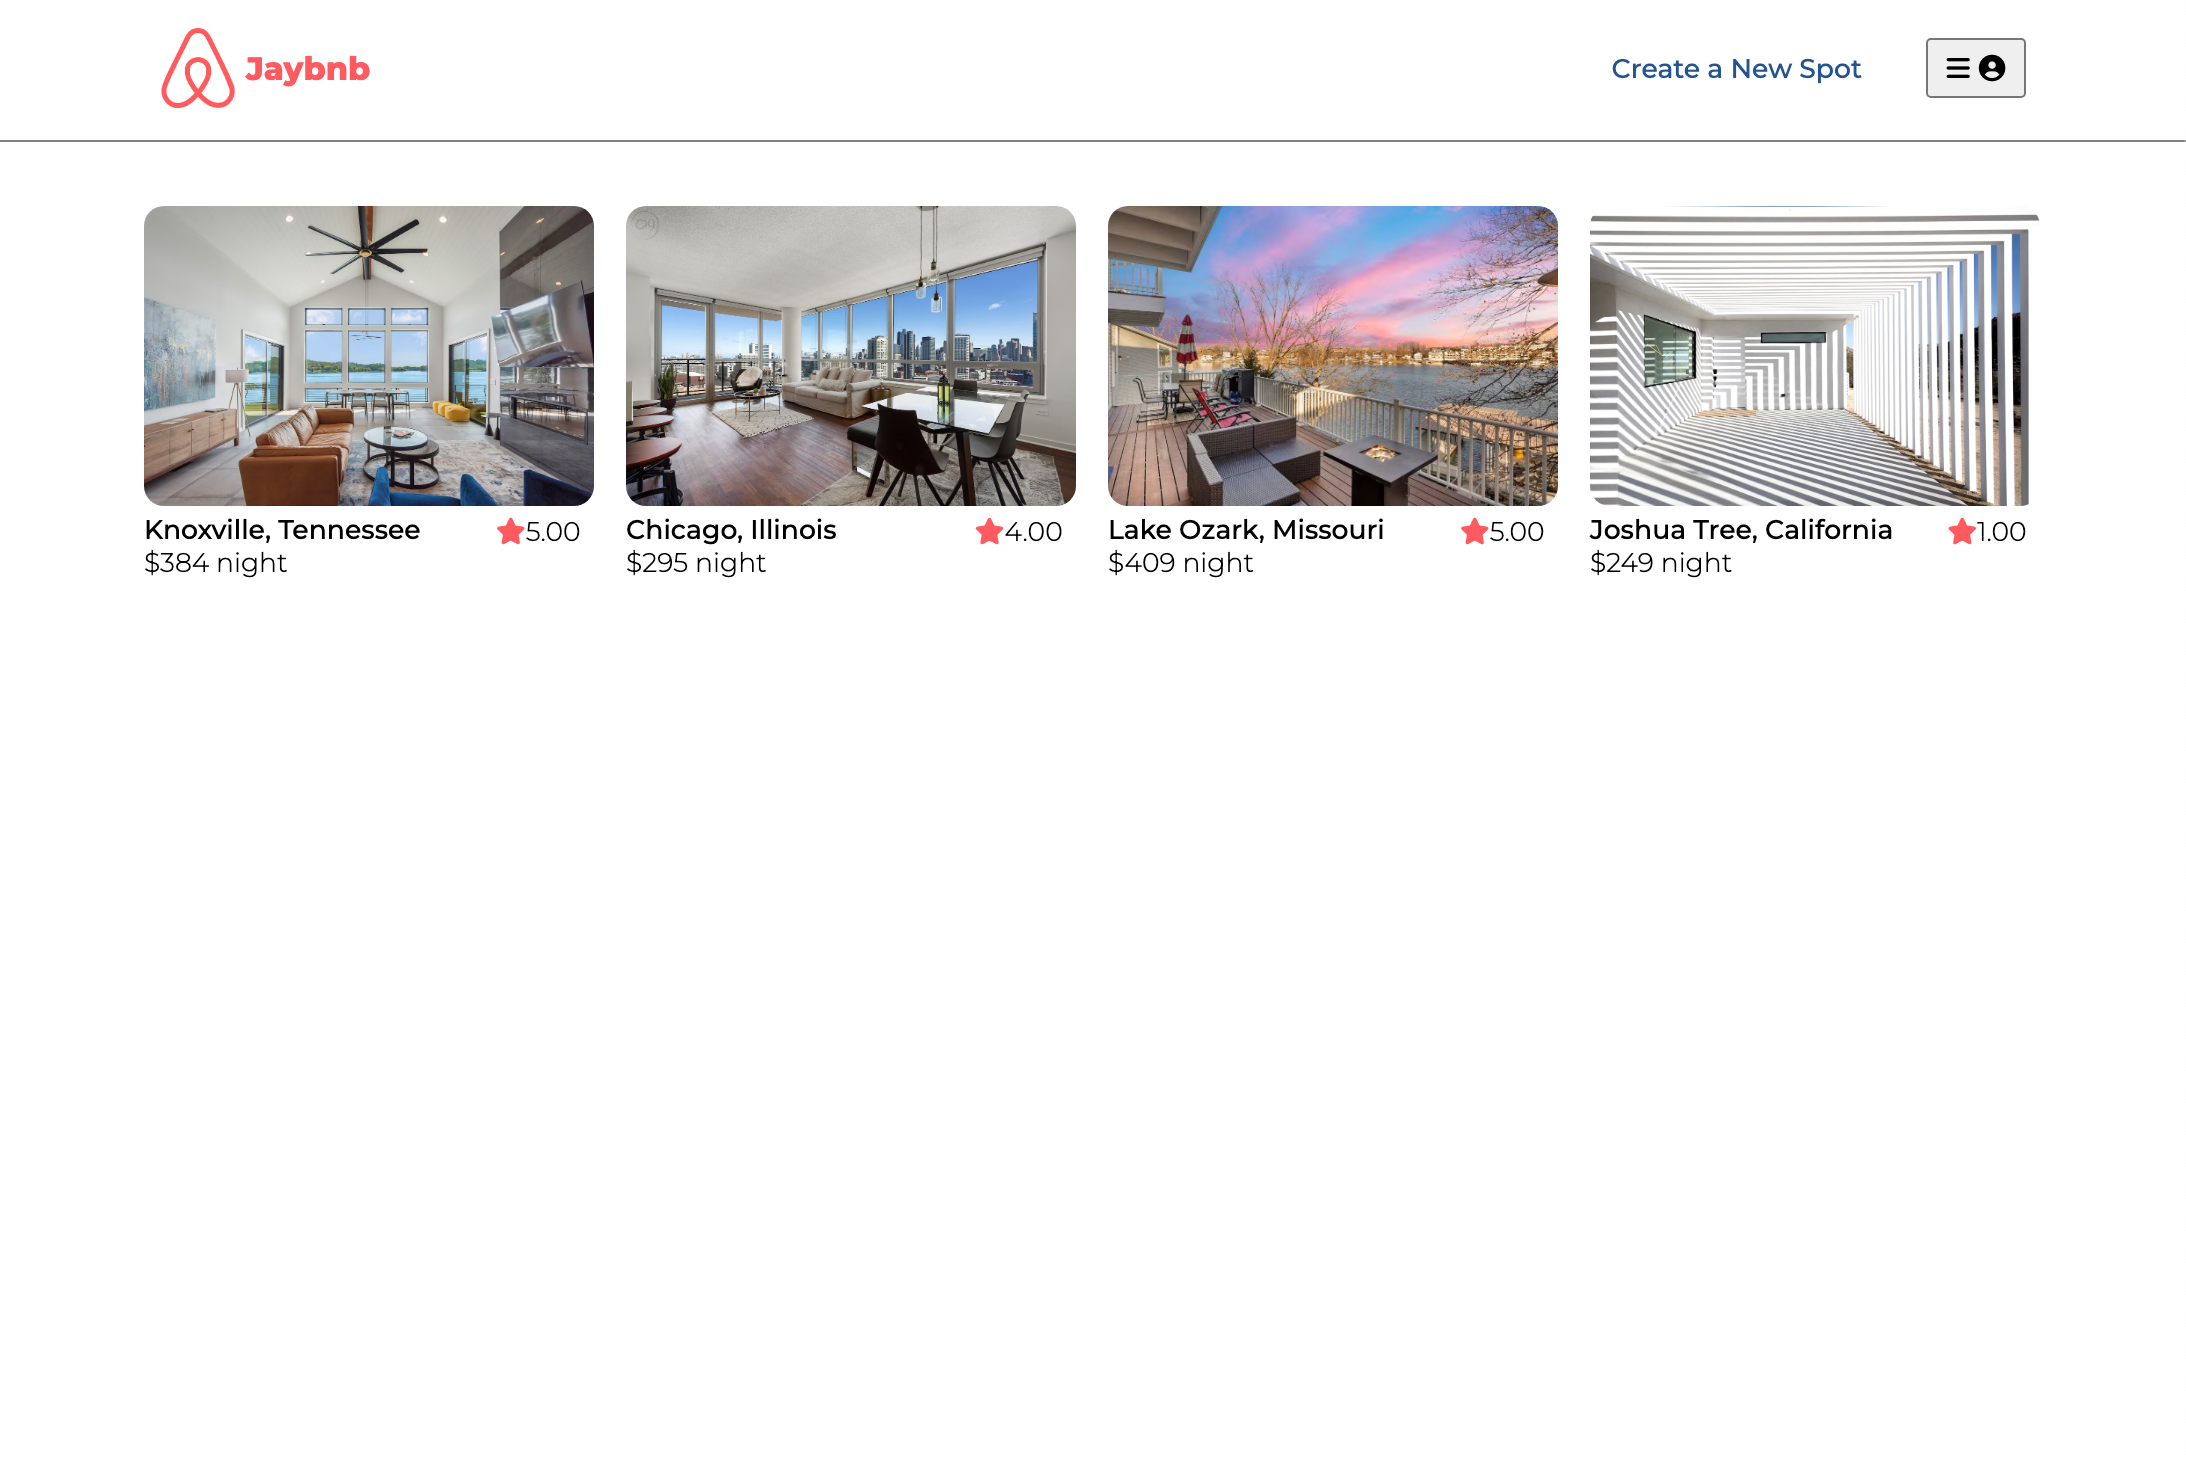 Jaybnb
Create a New Spot
Knoxville, Tennessee
5.00
$384 night
Chicago, Illinois
4.00
$295 night
Lake Ozark, Missouri
5.00
$409 night
Joshua Tree, California
1.00
$249 night